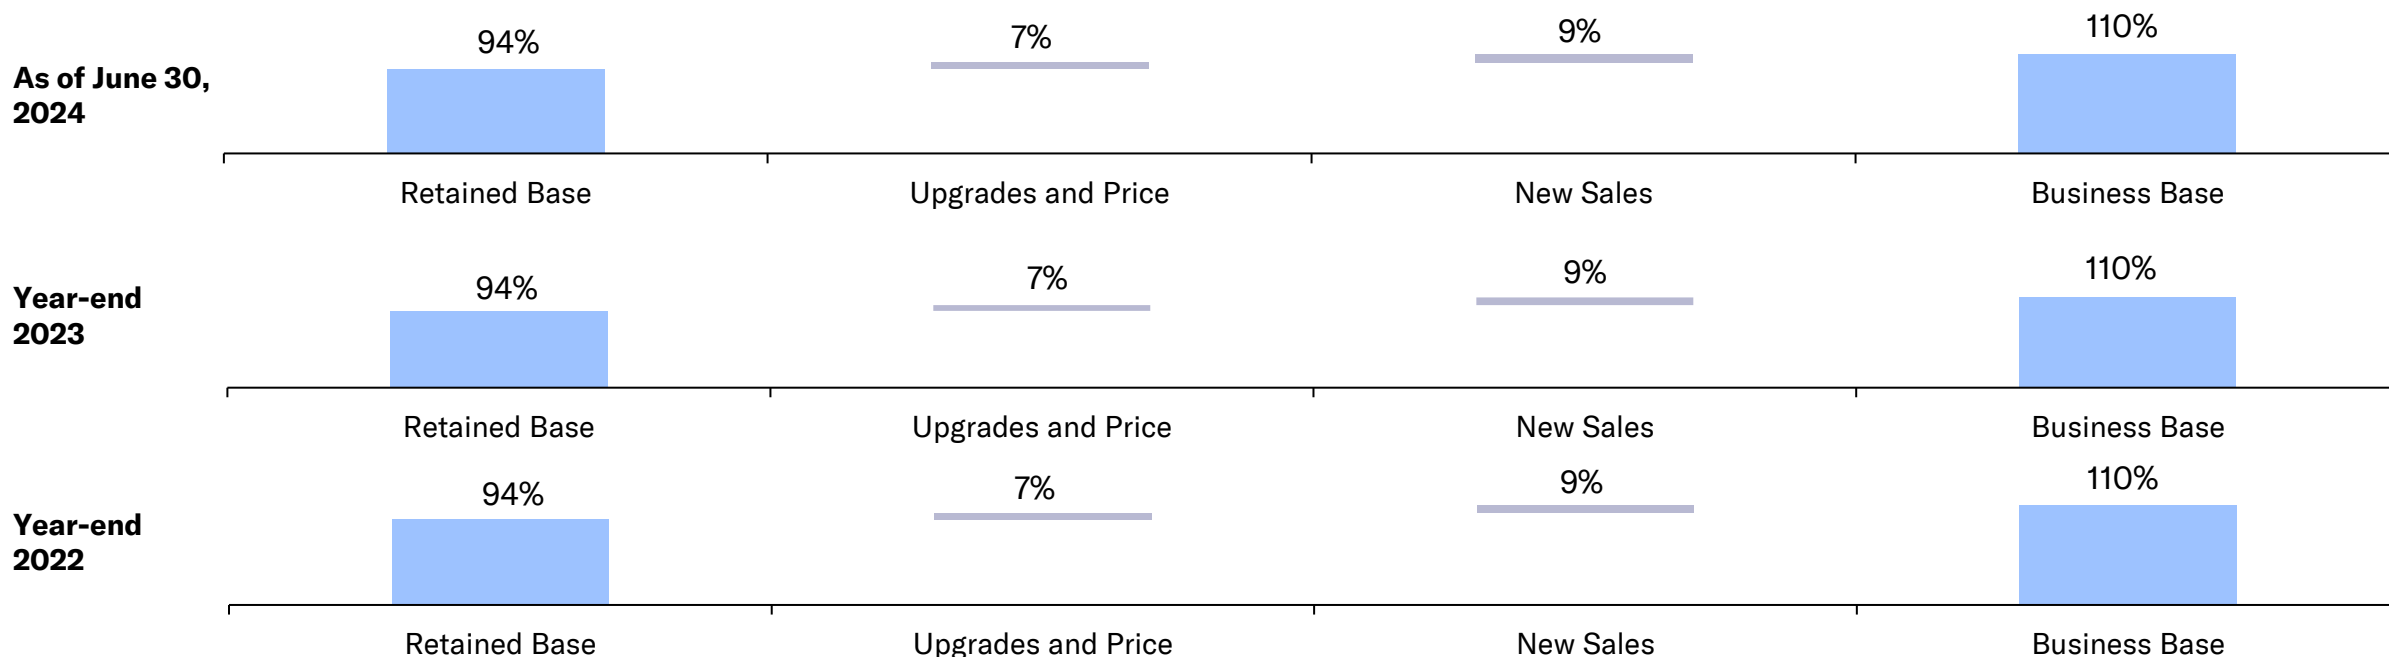 94%
7%
9%
110%
As of June 30,
2024
Retained Base
Upgrades and Price
New Sales
Business Base
94%
7%
9%
110%
Year-end
2023
Retained Base
Upgrades and Price
New Sales
Business Base
94%
7%
9%
110%
Year-end
2022
Retained Base
Upgrades and Price
New Sales
Business Base